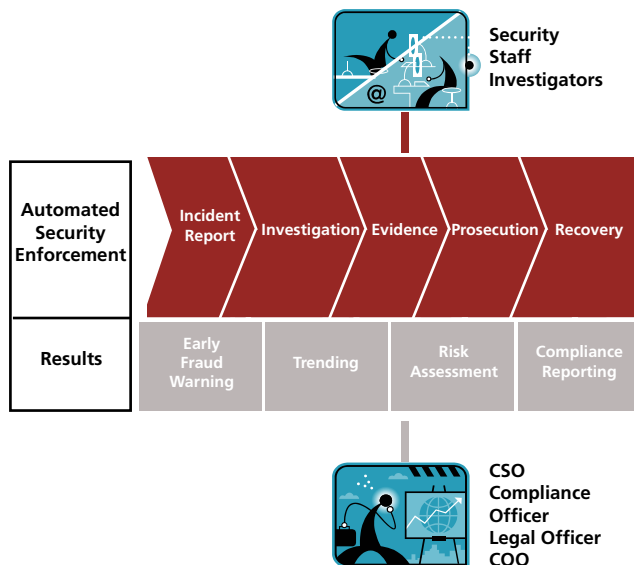 Security
Staff
Investigators
@
Automated
Security
Enforcement
Incident
Report
Investigation
Evidence
Prosecution
Recovery
Results
Early
Fraud
Warning
Trending
Risk
Assessment
Compliance
Reporting
CSO
Compliance
Officer
Legal Officer
COO